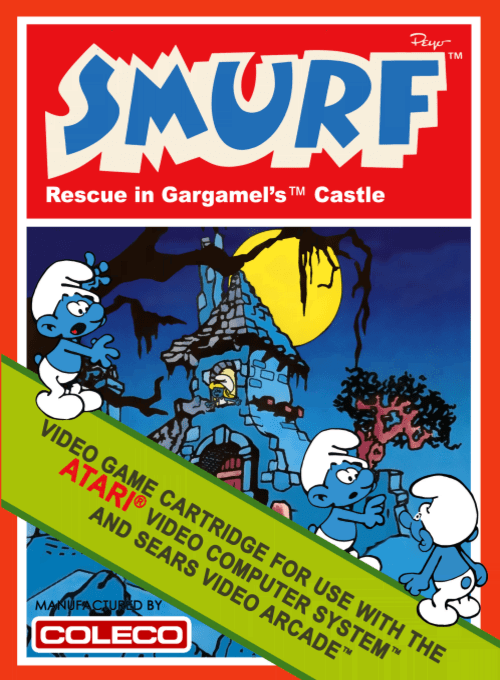 Peyo
SMURF™
Rescue in Gargamel's™ Castle
VIDEO GAME CARTRIDGE FOR USE WITH THE
ATARI® VIDEO COMPUTER SYSTEM™
AND SEARS VIDEO ARCADE™
MANUFACTURED BY
COLECO